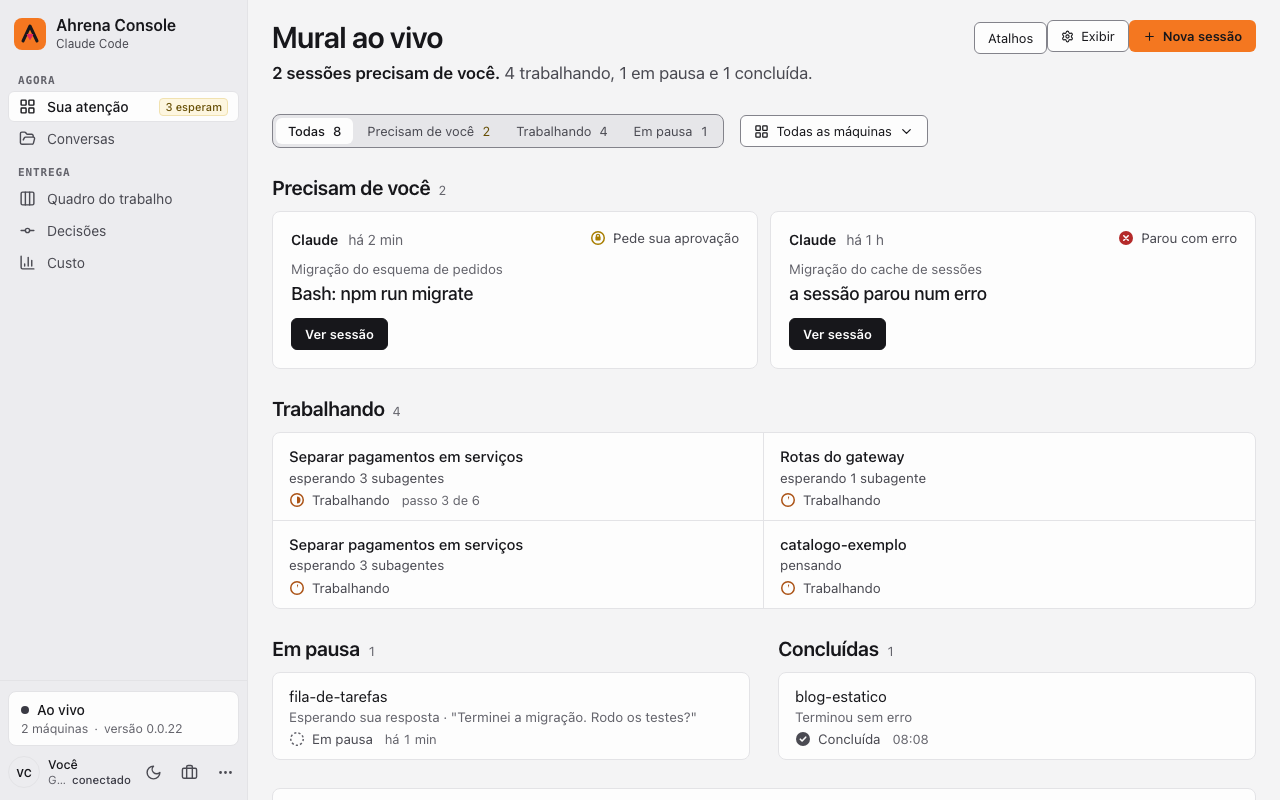 Ahrena Console
Claude Code
AGORA
Sua atenção 3 esperam
Conversas
ENTREGA
Quadro do trabalho
Decisões
Custo
Ao vivo
2 máquinas · versão 0.0.22
VC
Você
G... conectado
Mural ao vivo
Atalhos
Exibir
+ Nova sessão
2 sessões precisam de você. 4 trabalhando, 1 em pausa e 1 concluída.
Todas 8 Precisam de você 2 Trabalhando 4 Em pausa 1
Todas as máquinas
Precisam de você 2
Claude há 2 min Pede sua aprovação
Migração do esquema de pedidos
Bash: npm run migrate
Ver sessão
Claude há 1 h Parou com erro
Migração do cache de sessões
a sessão parou num erro
Ver sessão
Trabalhando 4
Separar pagamentos em serviços
esperando 3 subagentes
Trabalhando passo 3 de 6
Rotas do gateway
esperando 1 subagente
Trabalhando
Separar pagamentos em serviços
esperando 3 subagentes
Trabalhando
catalogo-exemplo
pensando
Trabalhando
Em pausa 1
fila-de-tarefas
Esperando sua resposta · "Terminei a migração. Rodo os testes?"
Em pausa há 1 min
Concluídas 1
blog-estatico
Terminou sem erro
Concluída 08:08